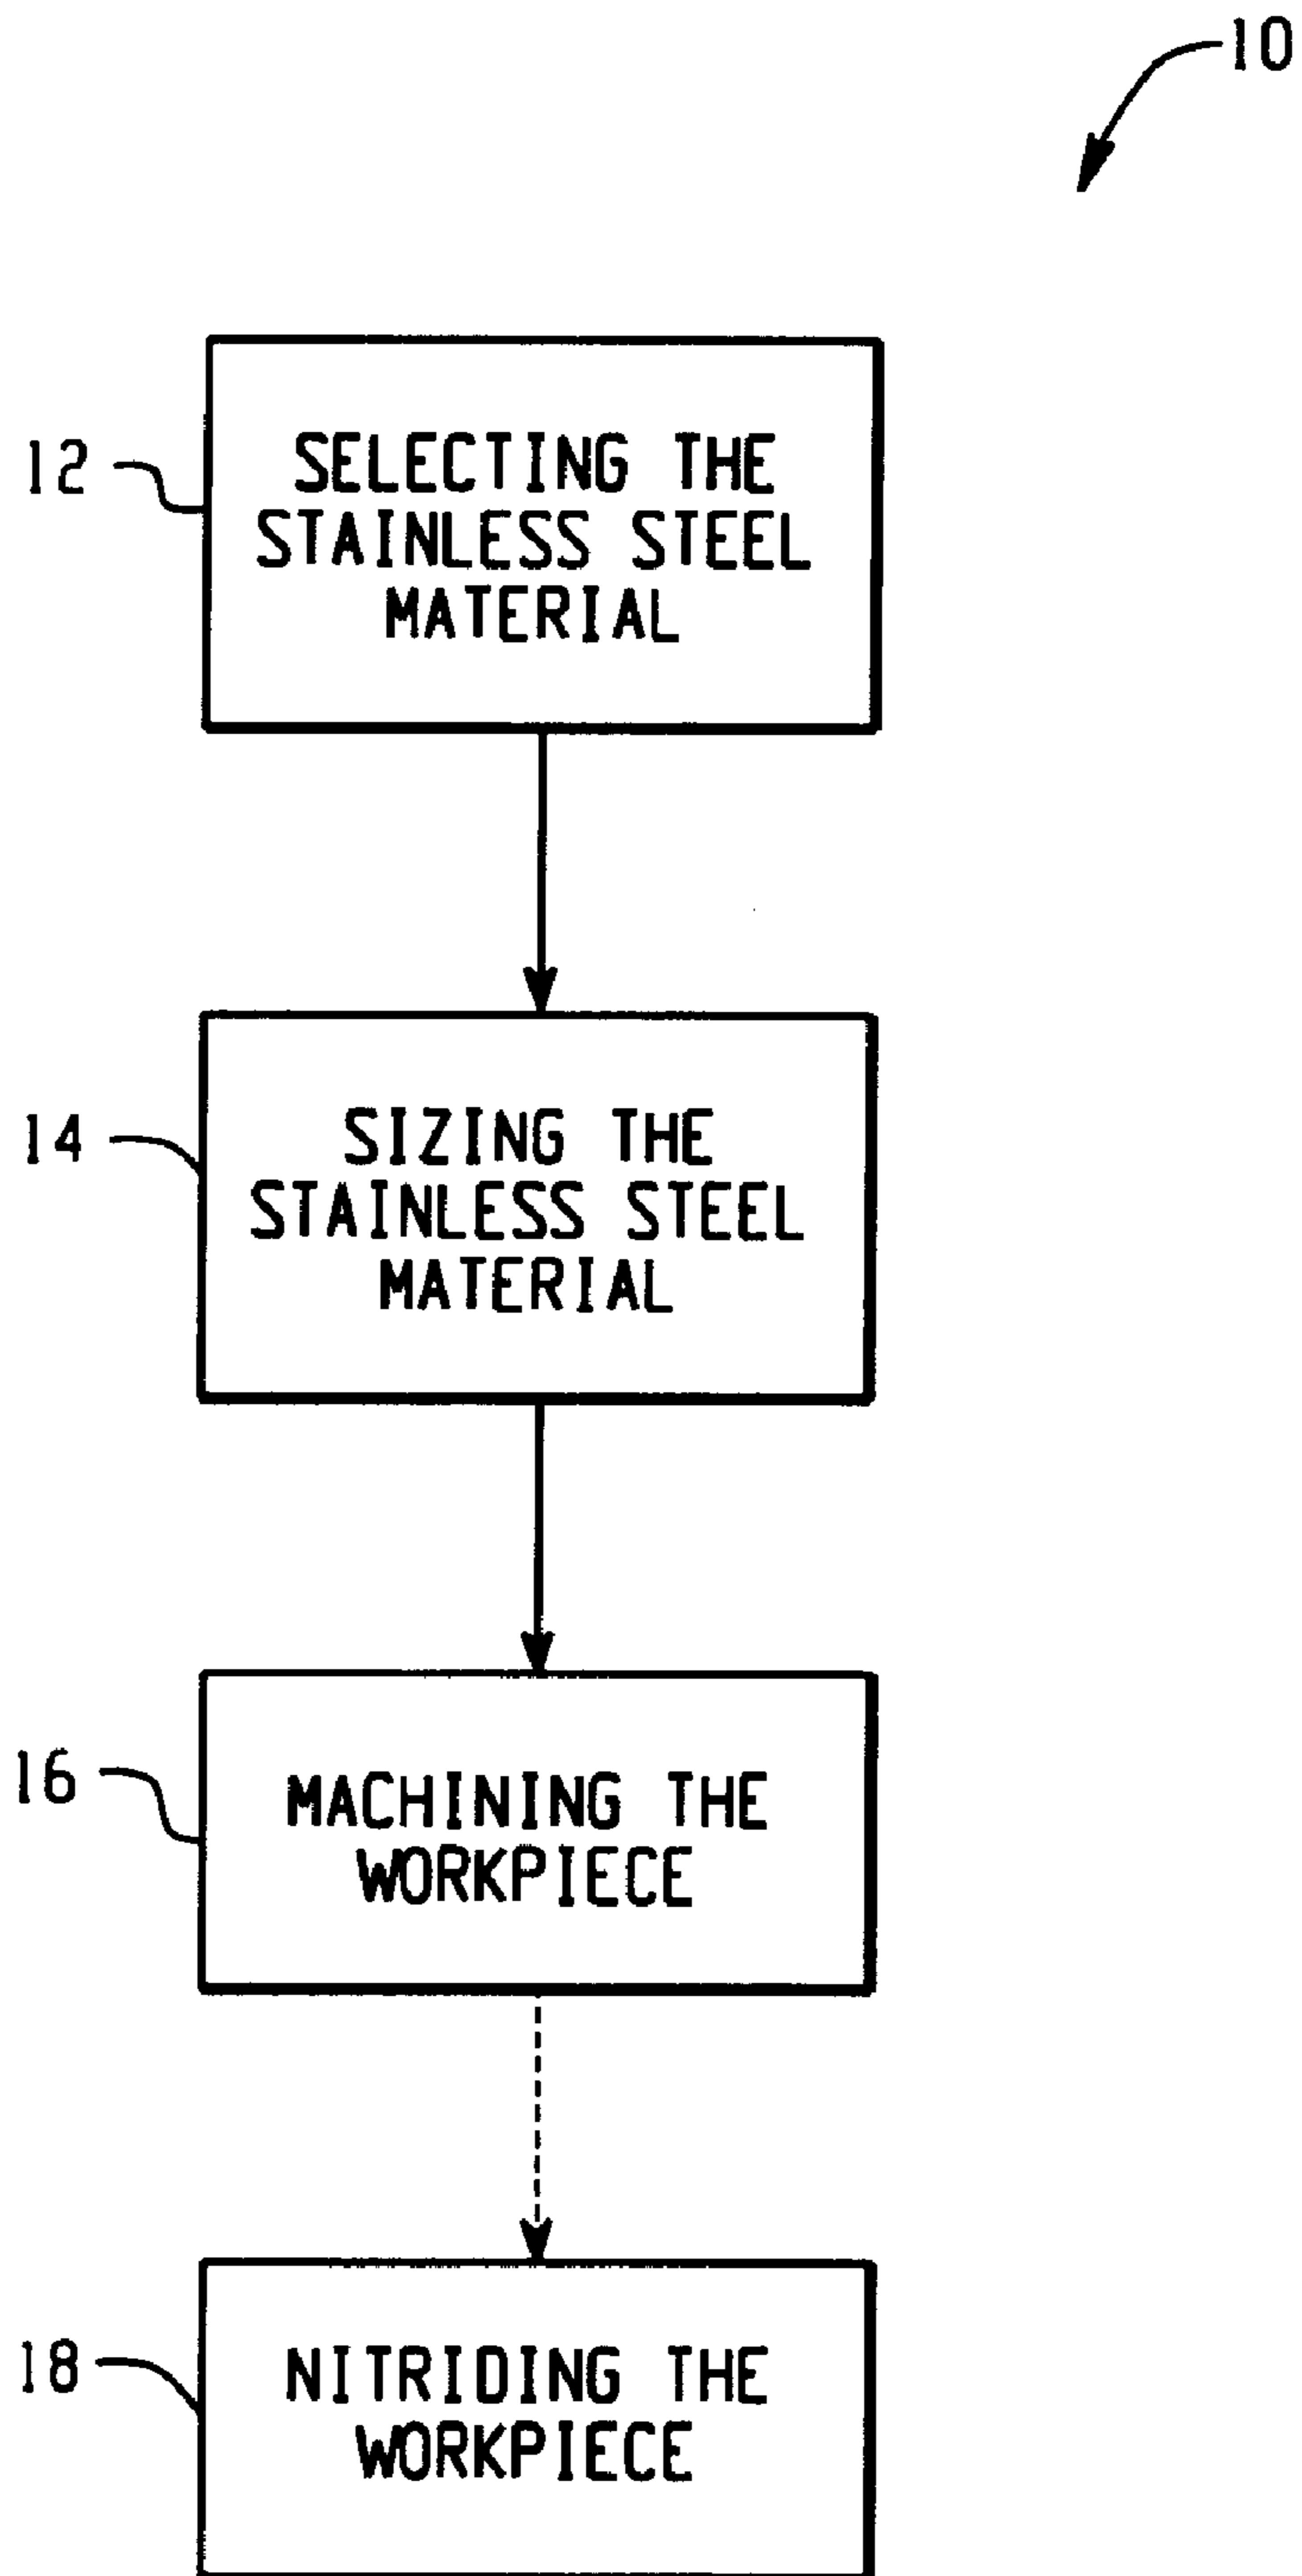 10
12
SELECTING THE
STAINLESS STEEL
MATERIAL
14
SIZING THE
STAINLESS STEEL
MATERIAL
16
MACHINING THE
WORKPIECE
18
NITRIDING THE
WORKPIECE